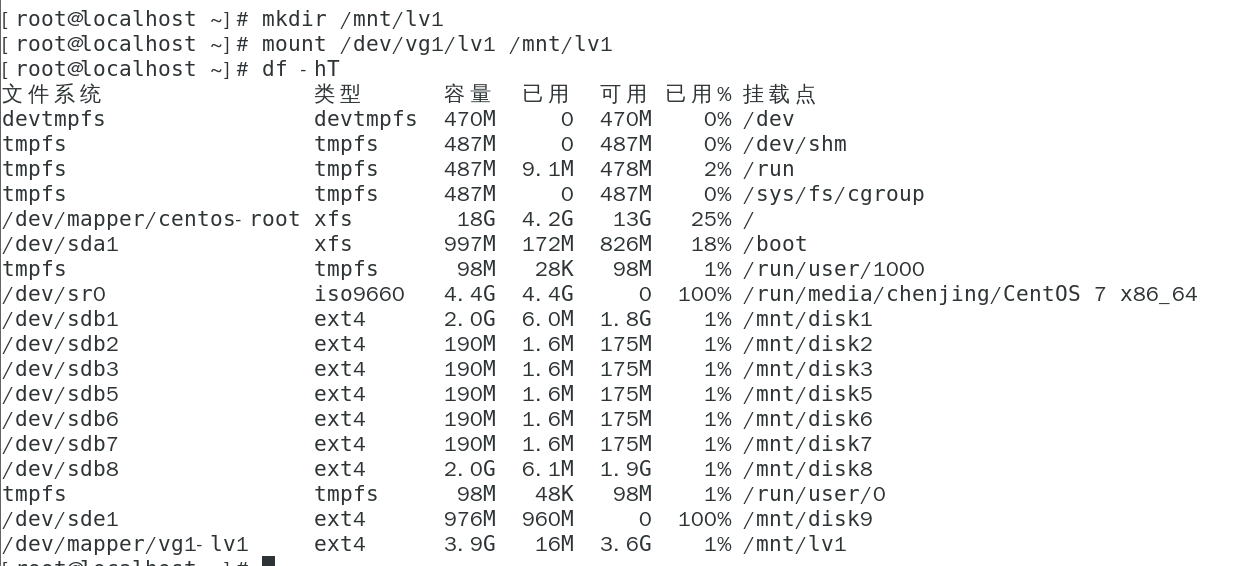 [root@localhost ~]# mkdir /mnt/lv1
[root@localhost ~]# mount /dev/vg1/lv1 /mnt/lv1
[root@localhost ~]# df -hT
文件系统 类型 容量 已用 可用 已用% 挂载点
devtmpfs devtmpfs 470M 0 470M 0% /dev
tmpfs tmpfs 487M 0 487M 0% /dev/shm
tmpfs tmpfs 487M 9.1M 478M 2% /run
tmpfs tmpfs 487M 0 487M 0% /sys/fs/cgroup
/dev/mapper/centos-root xfs 18G 4.2G 13G 25% /
/dev/sda1 xfs 997M 172M 826M 18% /boot
tmpfs tmpfs 98M 28K 98M 1% /run/user/1000
/dev/sr0 iso9660 4.4G 4.4G 0 100% /run/media/chenjing/CentOS 7 x86_64
/dev/sdb1 ext4 2.0G 6.0M 1.8G 1% /mnt/disk1
/dev/sdb2 ext4 190M 1.6M 175M 1% /mnt/disk2
/dev/sdb3 ext4 190M 1.6M 175M 1% /mnt/disk3
/dev/sdb5 ext4 190M 1.6M 175M 1% /mnt/disk5
/dev/sdb6 ext4 190M 1.6M 175M 1% /mnt/disk6
/dev/sdb7 ext4 190M 1.6M 175M 1% /mnt/disk7
/dev/sdb8 ext4 2.0G 6.1M 1.9G 1% /mnt/disk8
tmpfs tmpfs 98M 48K 98M 1% /run/user/0
/dev/sde1 ext4 976M 960M 0 100% /mnt/disk9
/dev/mapper/vg1-lv1 ext4 3.9G 16M 3.6G 1% /mnt/lv1
[root@localhost ~]#